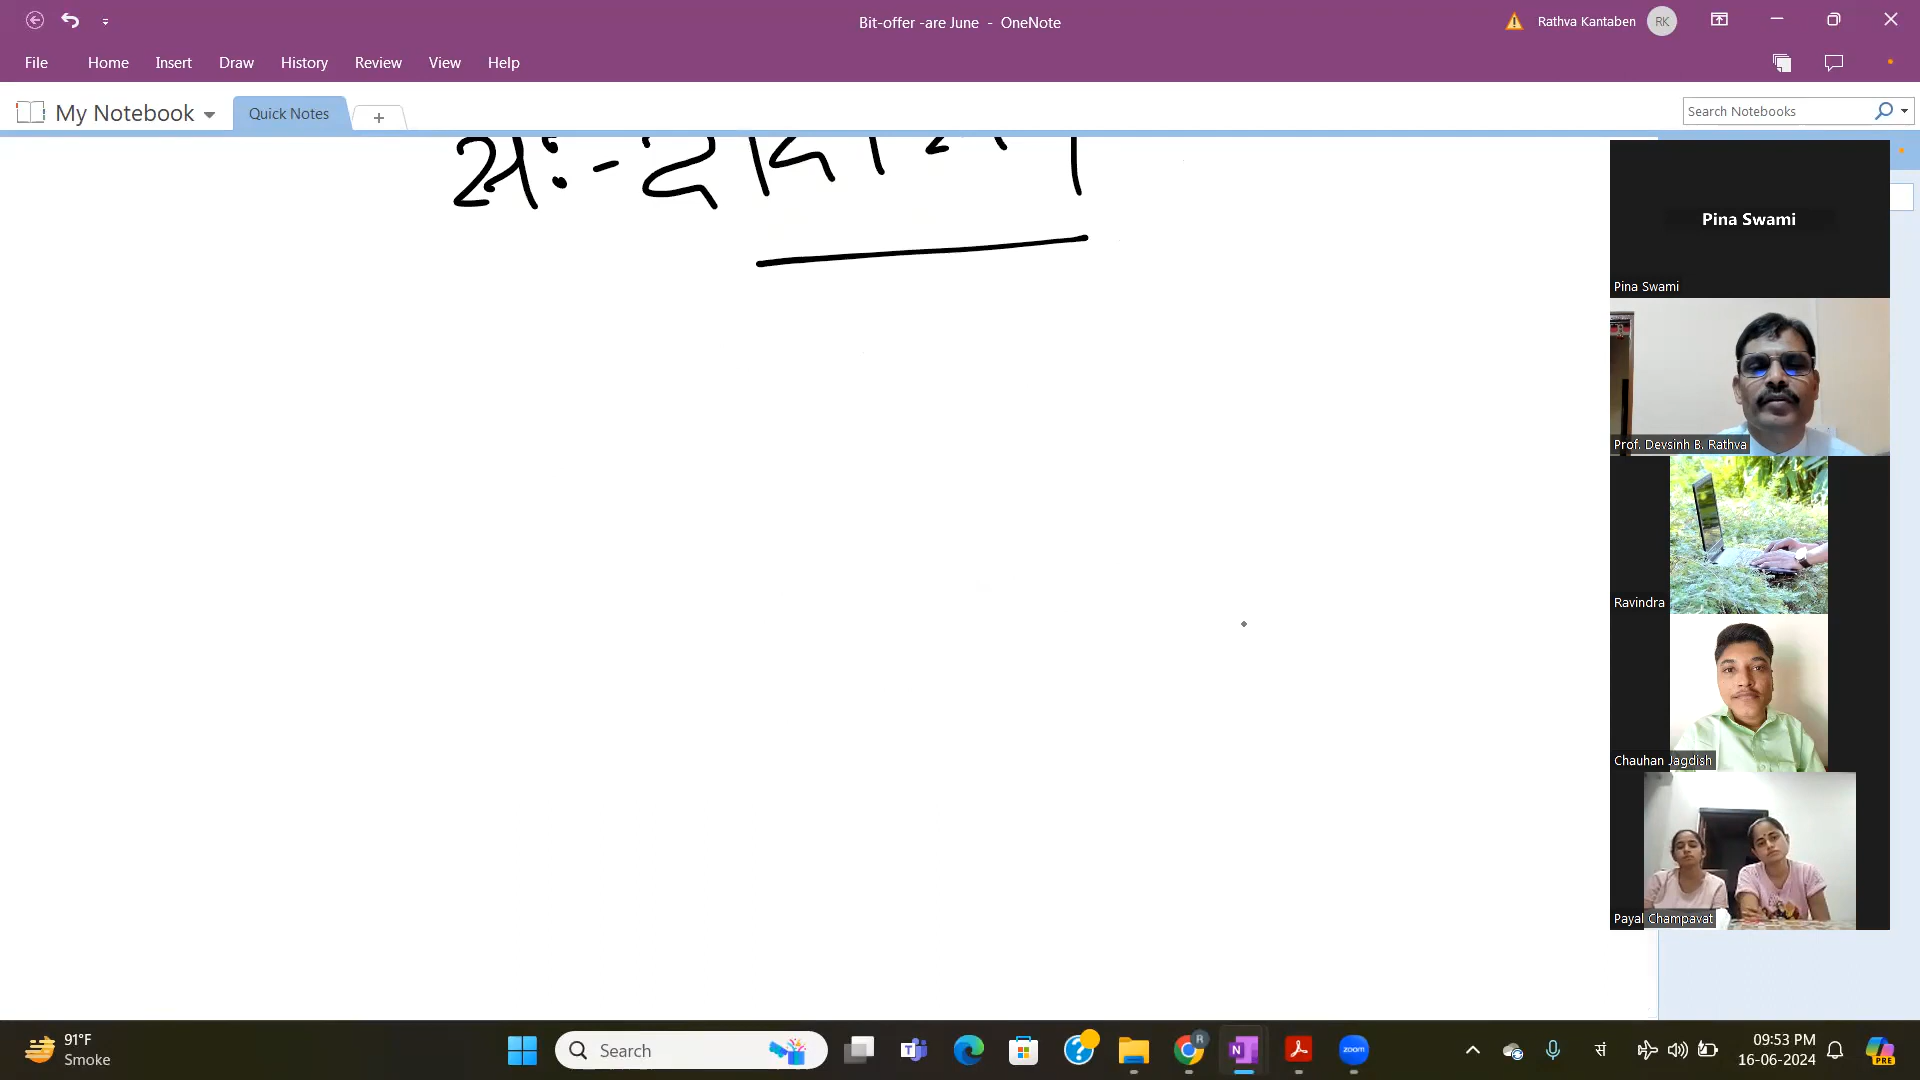 Bit-offer -are June - OneNote
Rathva Kantaben RK
File Home Insert Draw History Review View Help
My Notebook
Quick Notes
+
Search Notebooks
Pina Swami
Pina Swami
Prof. Devsinh B. Rathva
Ravindra
Chauhan Jagdish
Payal Champavat
91°F
Smoke
Search
सं
09:53 PM
16-06-2024
PRE
zoom